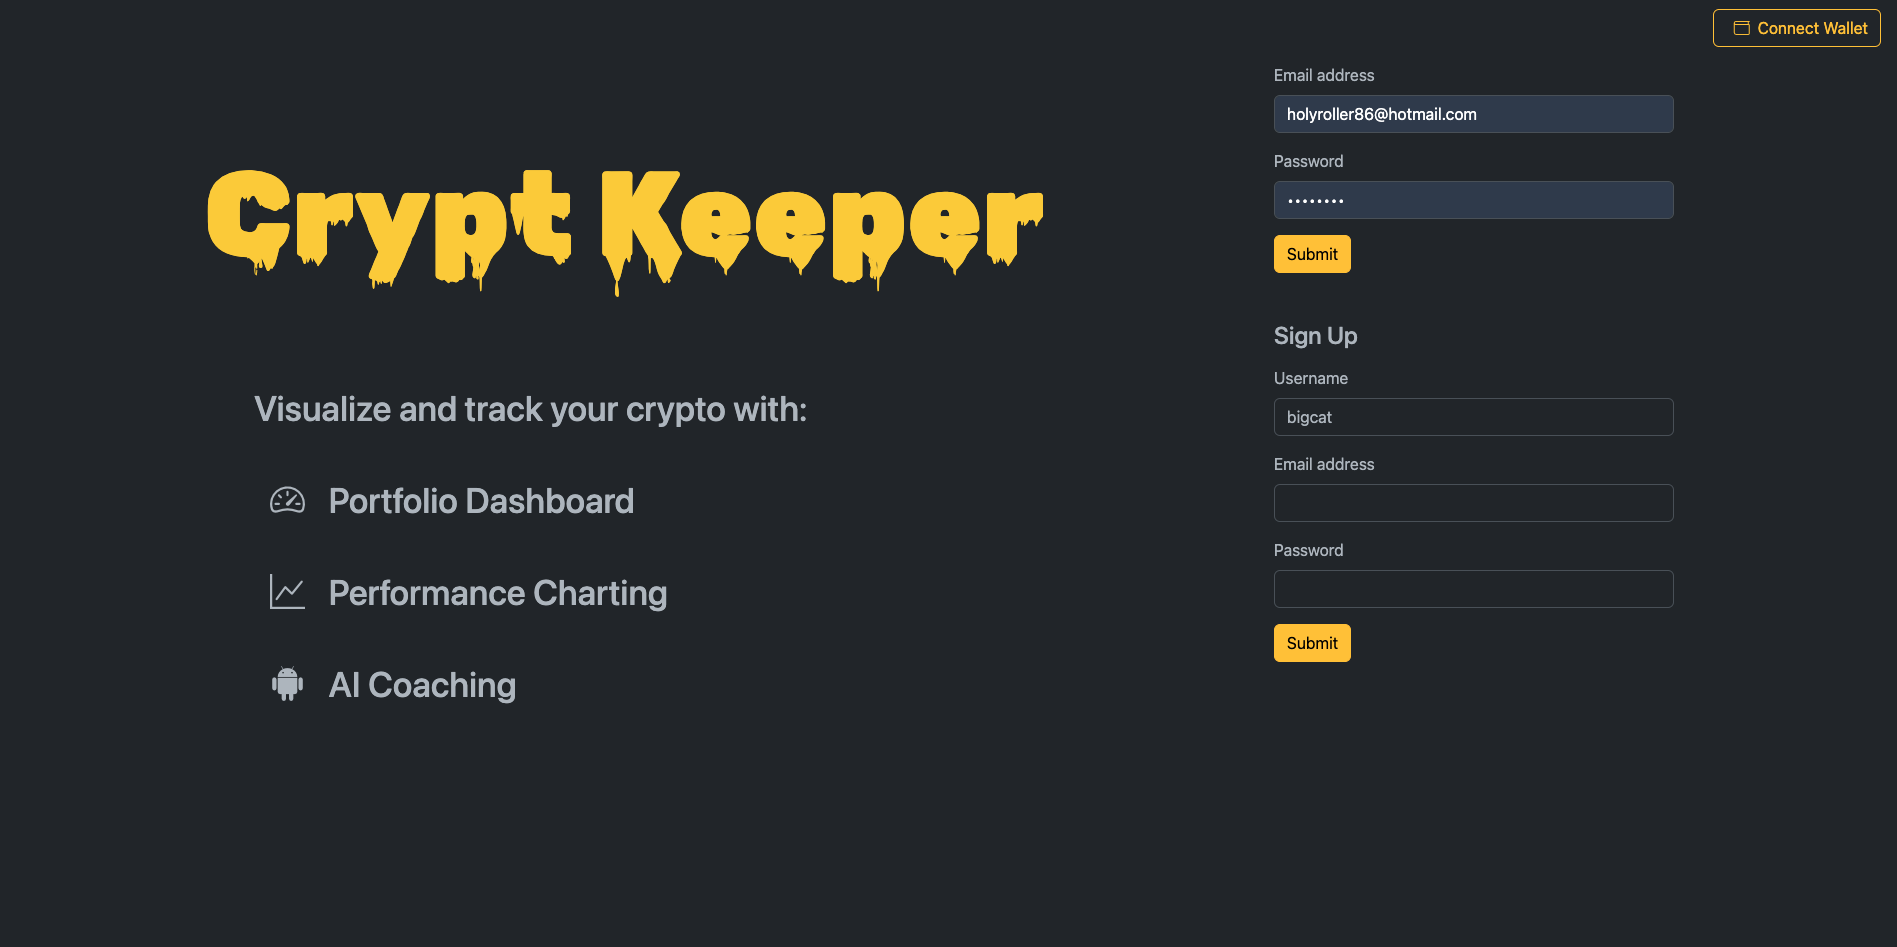 Connect Wallet
Email address
holyroller86@hotmail.com
Password
••••••••
Submit
Crypt Keeper
Visualize and track your crypto with:
Portfolio Dashboard
Performance Charting
AI Coaching
Sign Up
Username
bigcat
Email address
Password
Submit